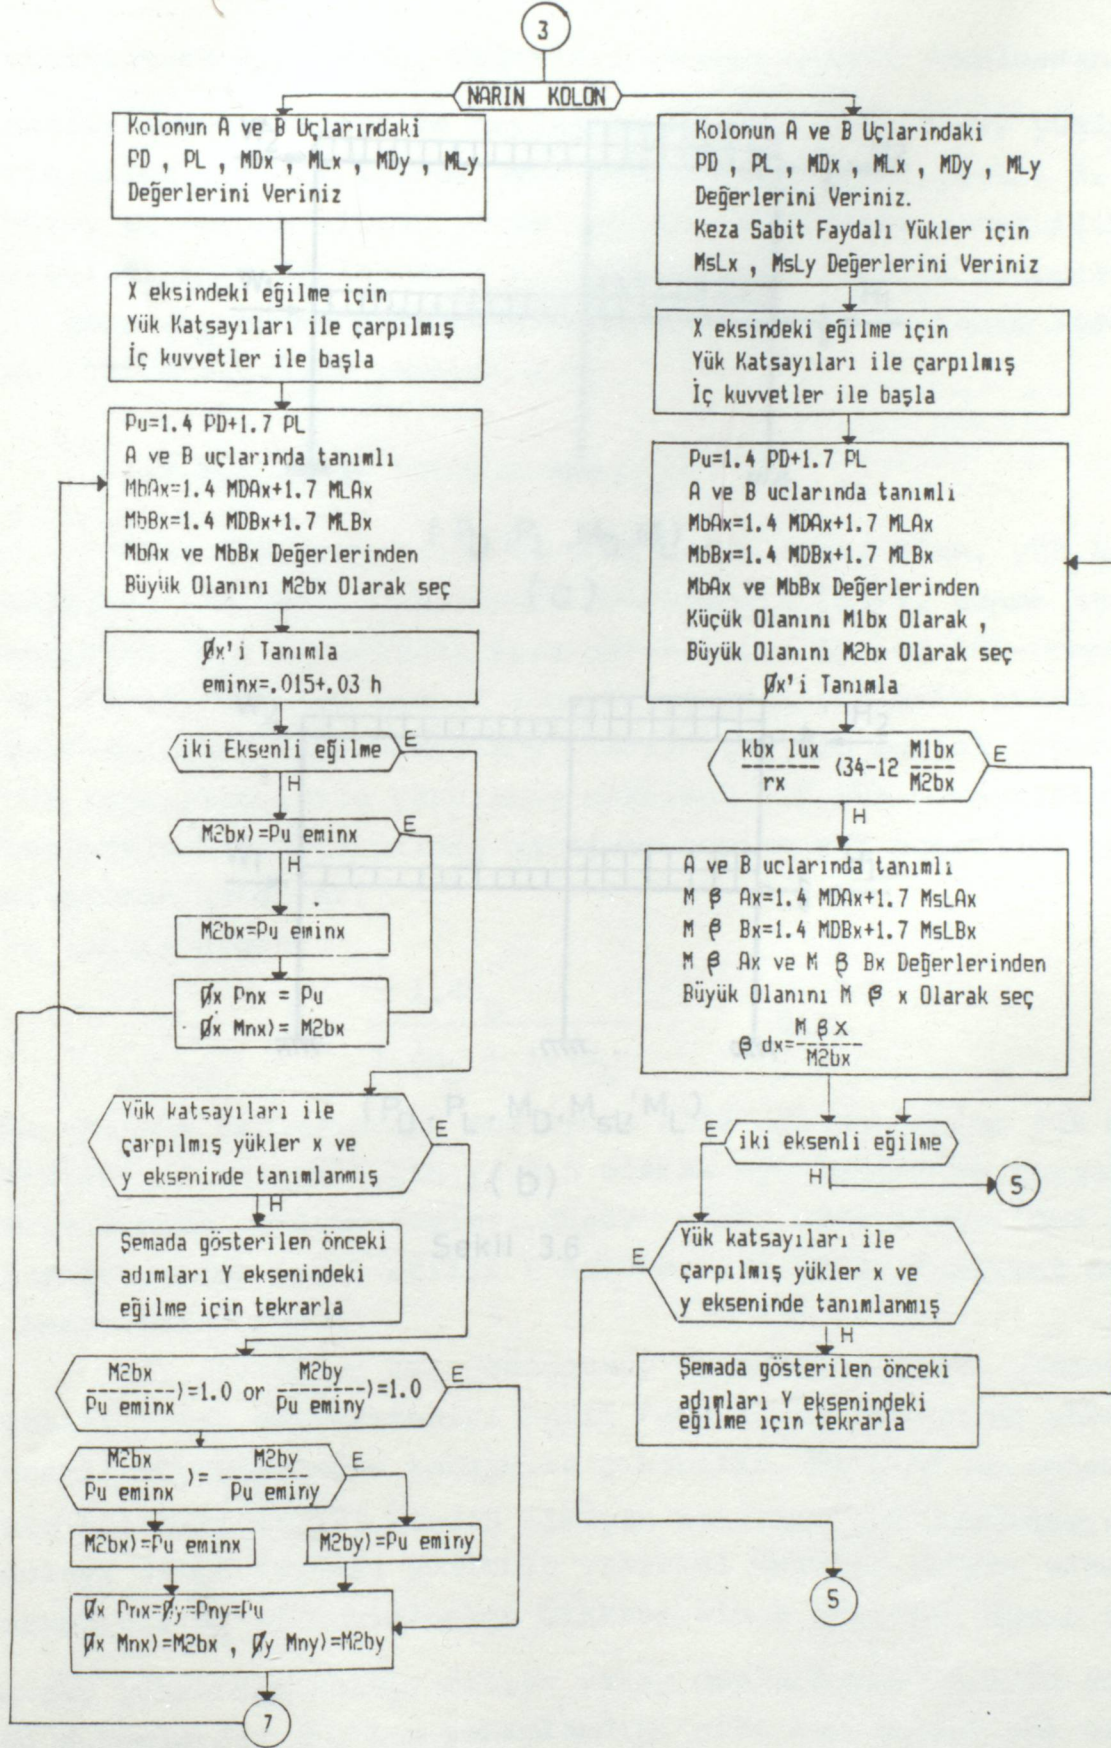 3
NARIN KOLON
Kolonun A ve B Uçlarındaki
PD , PL , MDx , MLx , MDy , MLy
Değerlerini Veriniz
X eksindeki eğilme için
Yük Katsayıları ile çarpılmış
İç kuvvetler ile başla
Pu=1.4 PD+1.7 PL
A ve B uçlarında tanımlı
MbAx=1.4 MDAx+1.7 MLAx
MbBx=1.4 MDBx+1.7 MLBx
MbAx ve MbBx Değerlerinden
Büyük Olanını M2bx Olarak seç
Øx'i Tanımla
eminx=.015+.03 h
iki Eksenli eğilme
E
H
M2bx)=Pu eminx
E
H
M2bx=Pu eminx
Øx Pnx = Pu
Øx Mnx)= M2bx
Yük katsayıları ile
çarpılmış yükler x ve
y ekseninde tanımlanmış
E
H
Şemada gösterilen önceki
adımları Y eksenindeki
eğilme için tekrarla
M2bx M2by
--------)=1.0 or --------)=1.0
Pu eminx Pu eminy
E
M2bx M2by
-------- )= --------
Pu eminx Pu eminy
E
M2bx)=Pu eminx
M2by)=Pu eminy
Øx Pnx=Øy=Pny=Pu
Øx Mnx)=M2bx , Øy Mny)=M2by
7
Kolonun A ve B Uçlarındaki
PD , PL , MDx , MLx , MDy , MLy
Değerlerini Veriniz.
Keza Sabit Faydalı Yükler için
MsLx , MsLy Değerlerini Veriniz
X eksindeki eğilme için
Yük Katsayıları ile çarpılmış
İç kuvvetler ile başla
Pu=1.4 PD+1.7 PL
A ve B uclarında tanımli
MbAx=1.4 MDAx+1.7 MLAx
MbBx=1.4 MDBx+1.7 MLBx
MbAx ve MbBx Değerlerinden
Küçük Olanını M1bx Olarak ,
Büyük Olanını M2bx Olarak seç
Øx'i Tanımla
kbx lux M1bx
------- (34-12 ----
rx M2bx
E
H
A ve B uclarında tanımli
M β Ax=1.4 MDAx+1.7 MsLAx
M β Bx=1.4 MDBx+1.7 MsLBx
M β Ax ve M β Bx Değerlerinden
Büyük Olanını M β x Olarak seç
M β X
β dx=-------
M2bx
iki eksenli eğilme
E
H
5
Yük katsayıları ile
çarpılmış yükler x ve
y ekseninde tanımlanmış
E
H
Şemada gösterilen önceki
adımları Y eksenindeki
eğilme için tekrarla
5
(PD, PL, MD, MsL, ML)
(b)
Şekil 3.6